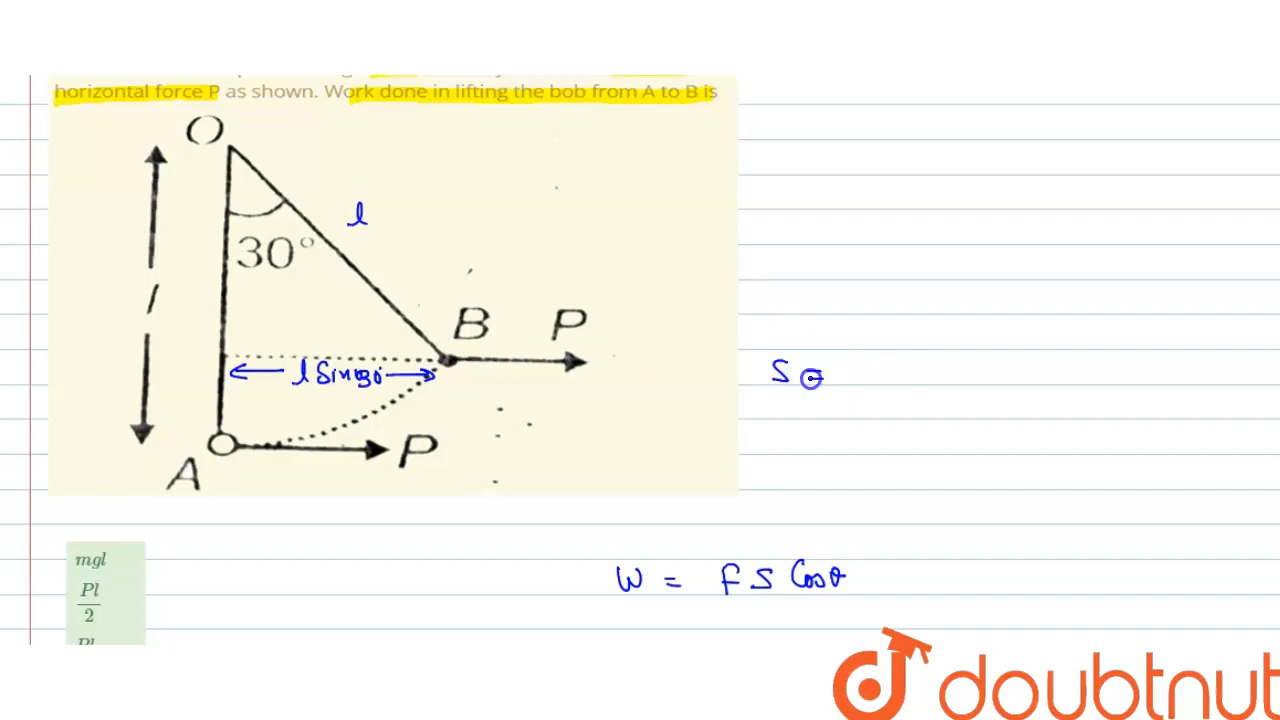 horizontal force P as shown. Work done in lifting the bob from A to B is
O
l
30°
l
B P
l Sin30
S =
A
P
mgl
Pl/2
W = F S Cosθ
Pl
doubtnut